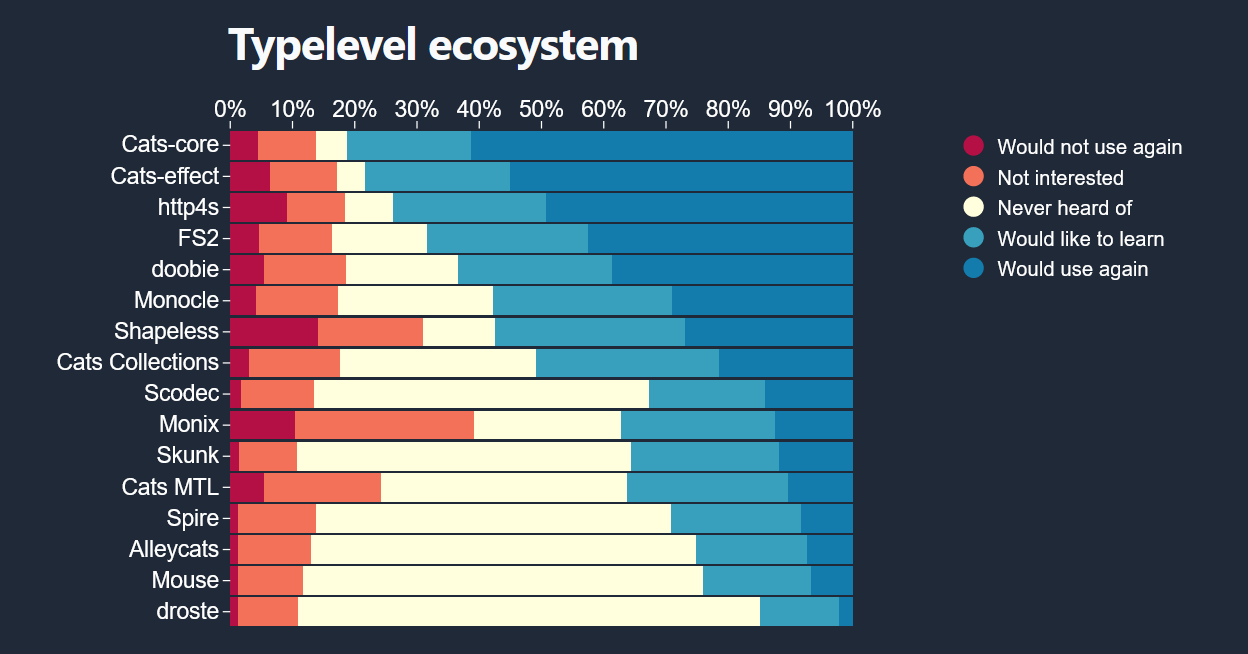 Typelevel ecosystem
0% 10% 20% 30% 40% 50% 60% 70% 80% 90% 100%
Cats-core
Cats-effect
http4s
FS2
doobie
Monocle
Shapeless
Cats Collections
Scodec
Monix
Skunk
Cats MTL
Spire
Alleycats
Mouse
droste
Would not use again
Not interested
Never heard of
Would like to learn
Would use again